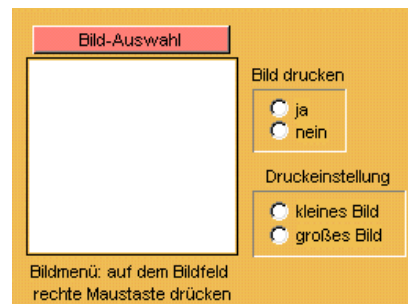 Bild-Auswahl
Bild drucken
ja
nein
Druckeinstellung
kleines Bild
großes Bild
Bildmenü: auf dem Bildfeld
rechte Maustaste drücken